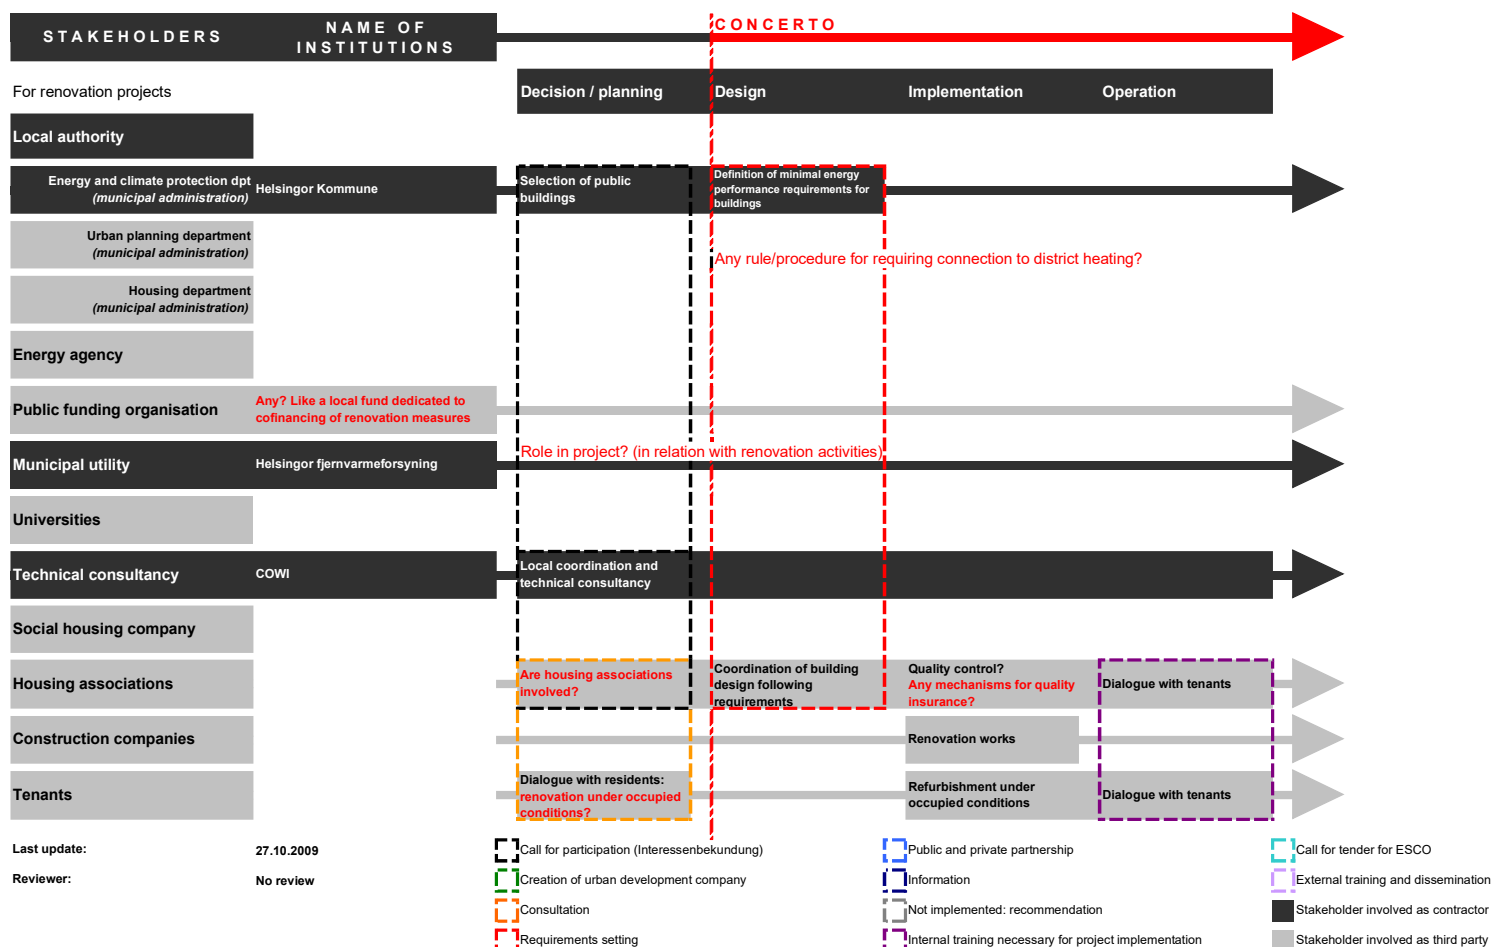 STAKEHOLDERS
NAME OF
INSTITUTIONS
CONCERTO
For renovation projects
Decision / planning
Design
Implementation
Operation
Local authority
Energy and climate protection dpt
(municipal administration)
Helsingor Kommune
Selection of public
buildings
Definition of minimal energy
performance requirements for
buildings
Urban planning department
(municipal administration)
Any rule/procedure for requiring connection to district heating?
Housing department
(municipal administration)
Energy agency
Public funding organisation
Any? Like a local fund dedicated to
cofinancing of renovation measures
Municipal utility
Helsingor fjernvarmeforsyning
Role in project? (in relation with renovation activities)
Universities
Technical consultancy
COWI
Local coordination and
technical consultancy
Social housing company
Housing associations
Are housing associations
involved?
Coordination of building
design following
requirements
Quality control?
Any mechanisms for quality
insurance?
Dialogue with tenants
Construction companies
Renovation works
Tenants
Dialogue with residents:
renovation under occupied
conditions?
Refurbishment under
occupied conditions
Dialogue with tenants
Last update:
27.10.2009
Reviewer:
No review
Call for participation (Interessenbekundung)
Creation of urban development company
Consultation
Requirements setting
Public and private partnership
Information
Not implemented: recommendation
Internal training necessary for project implementation
Call for tender for ESCO
External training and dissemination
Stakeholder involved as contractor
Stakeholder involved as third party